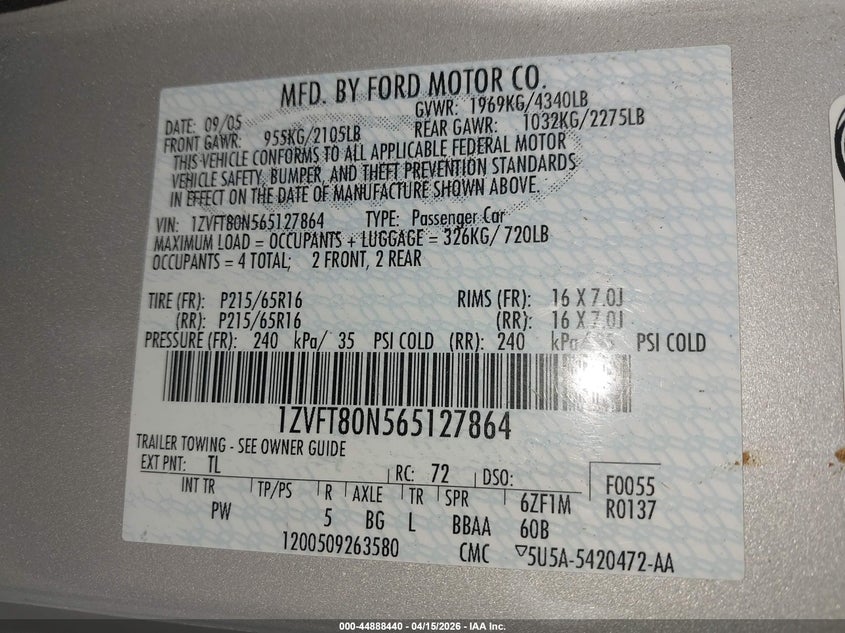 MFD. BY FORD MOTOR CO.
DATE: 09/05 GVWR: 1969KG/4340LB
FRONT GAWR: 955KG/2105LB REAR GAWR: 1032KG/2275LB
THIS VEHICLE CONFORMS TO ALL APPLICABLE FEDERAL MOTOR
VEHICLE SAFETY, BUMPER, AND THEFT PREVENTION STANDARDS
IN EFFECT ON THE DATE OF MANUFACTURE SHOWN ABOVE.
VIN: 1ZVFT80N565127864 TYPE: Passenger Car
MAXIMUM LOAD = OCCUPANTS + LUGGAGE = 326KG/ 720LB
OCCUPANTS = 4 TOTAL; 2 FRONT, 2 REAR
TIRE (FR): P215/65R16 RIMS (FR): 16 X 7.0J
(RR): P215/65R16 (RR): 16 X 7.0J
PRESSURE (FR): 240 kPa/ 35 PSI COLD (RR): 240 kPa/ 35 PSI COLD
1ZVFT80N565127864
TRAILER TOWING - SEE OWNER GUIDE
EXT PNT: TL RC: 72 DSO: F0055
INT TR TP/PS R AXLE TR SPR 6ZF1M R0137
PW 5 BG L BBAA 60B
1200509263580 CMC ▽5U5A-5420472-AA
000-44888440 - 04/15/2026 - IAA Inc.